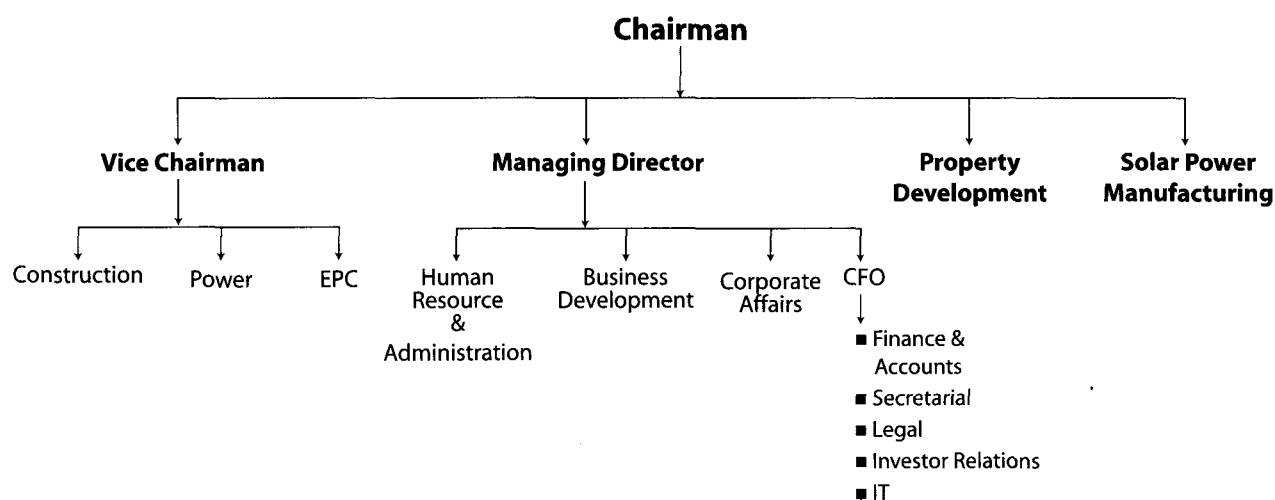 Chairman
Vice Chairman
Managing Director
Property
Development
Solar Power
Manufacturing
Construction
Power
EPC
Human
Resource
&
Administration
Business
Development
Corporate
Affairs
CFO
■ Finance &
Accounts
■ Secretarial
■ Legal
■ Investor Relations
■ IT